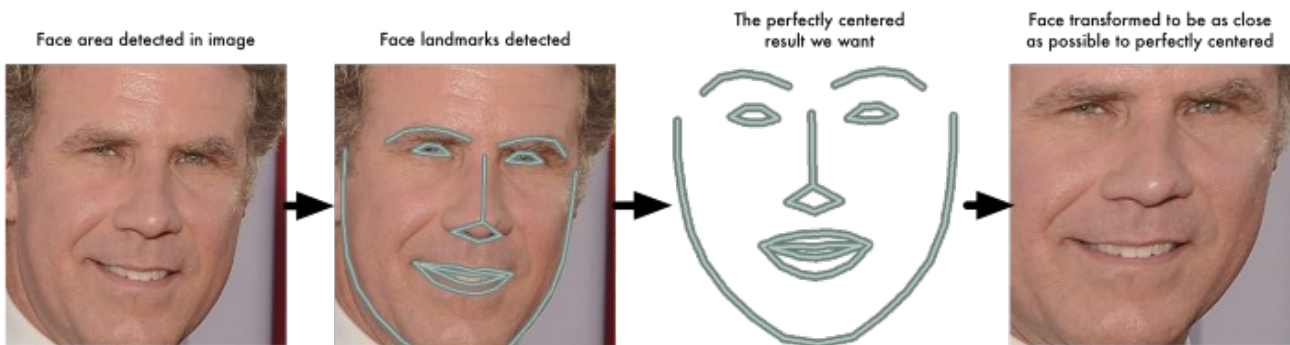 Face area detected in image
Face landmarks detected
The perfectly centered
result we want
Face transformed to be as close
as possible to perfectly centered